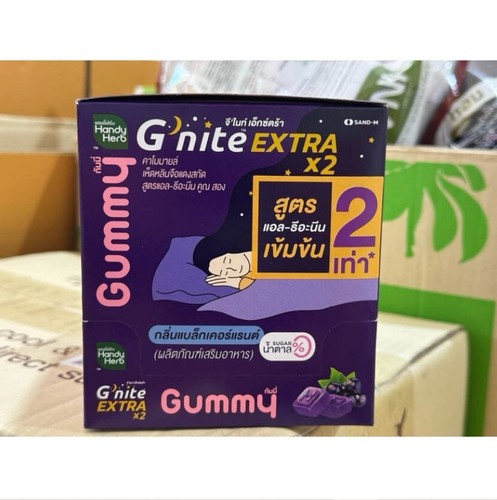 แฮนดี้เฮิร์บ
Handy
Herb
จี'ไนท์ เอ็กซ์ตร้า
SAND-M
G'nite EXTRA
x2
คาโมมายล์
เห็ดหลินจือแดงสกัด
สูตรแอล-ธีอะนีน คูณ สอง
กัมมี่
Gummy
สูตร
แอล-ธีอะนีน
เข้มข้น
2
เท่า*
กลิ่นแบล็กเคอร์แรนต์
(ผลิตภัณฑ์เสริมอาหาร)
SUGAR
น้ำตาล
0%
Handy
Herb
G'nite
EXTRA
x2
กัมมี่
Gummy